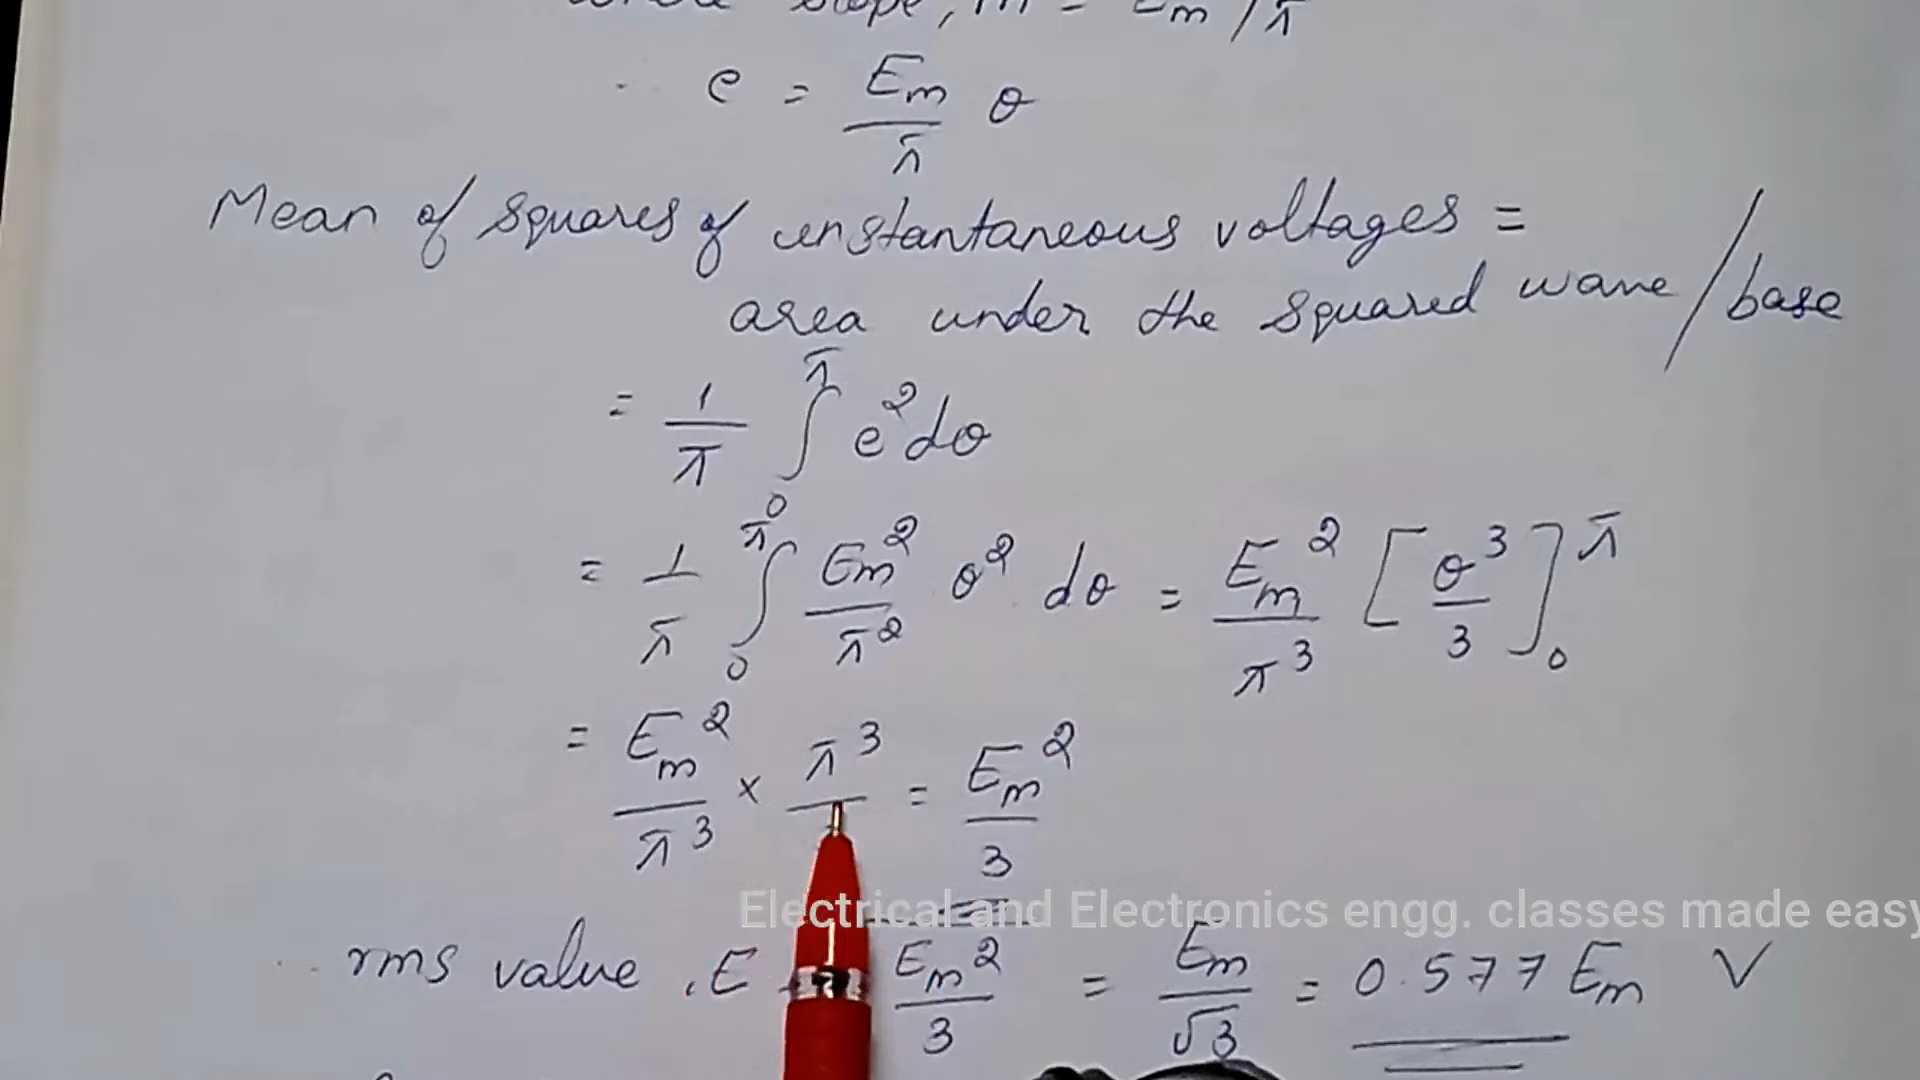 slope, m = Em/π
e = Em/π θ
Mean of squares of instantaneous voltages =
area under the squared wave / base
= 1/π ∫₀^π e² dθ
= 1/π ∫₀^π Em²/π² θ² dθ = Em²/π³ [θ³/3]₀^π
= Em²/π³ × π³/ = Em²/3
Electrical and Electronics engg. classes made easy
∴ rms value, E Em²/3 = Em/√3 = 0.577 Em V